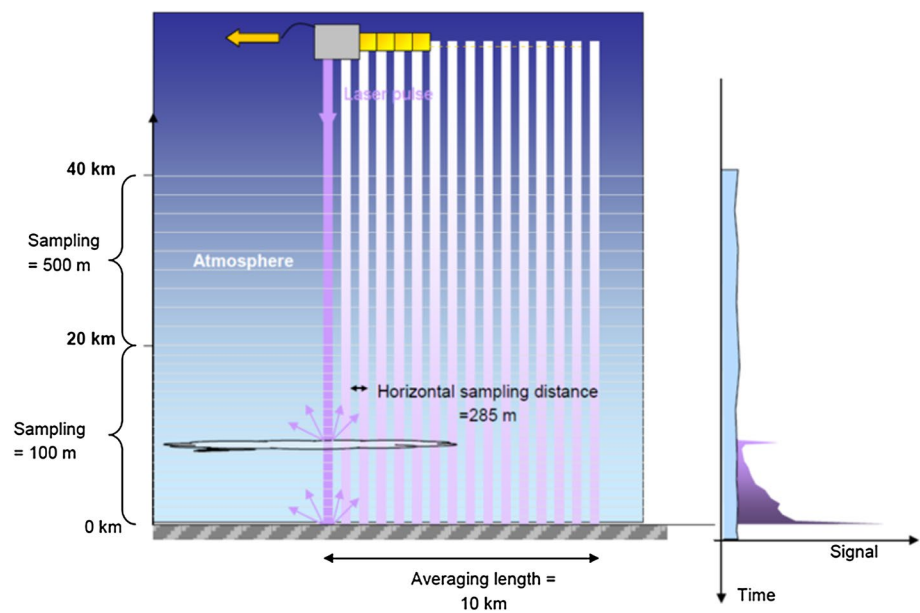 Laser pulse
40 km
Sampling
= 500 m
Atmosphere
20 km
Horizontal sampling distance
=285 m
Sampling
= 100 m
0 km
Signal
Averaging length =
10 km
Time